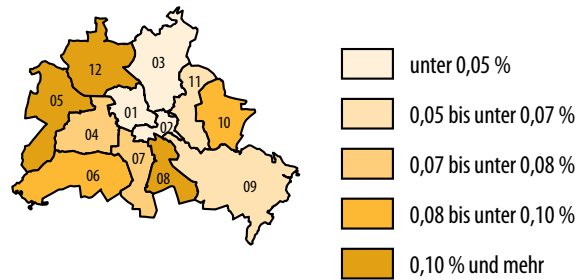 12
03
05
11
01
10
02
04
07
06
08
09
unter 0,05 %
0,05 bis unter 0,07 %
0,07 bis unter 0,08 %
0,08 bis unter 0,10 %
0,10 % und mehr